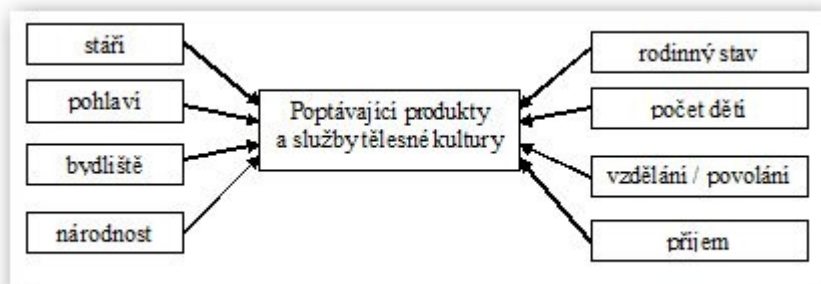 stáří
pohlaví
bydliště
národnost
Poptávající produkty
a služby tělesné kultury
rodinný stav
počet dětí
vzdělání / povolání
příjem